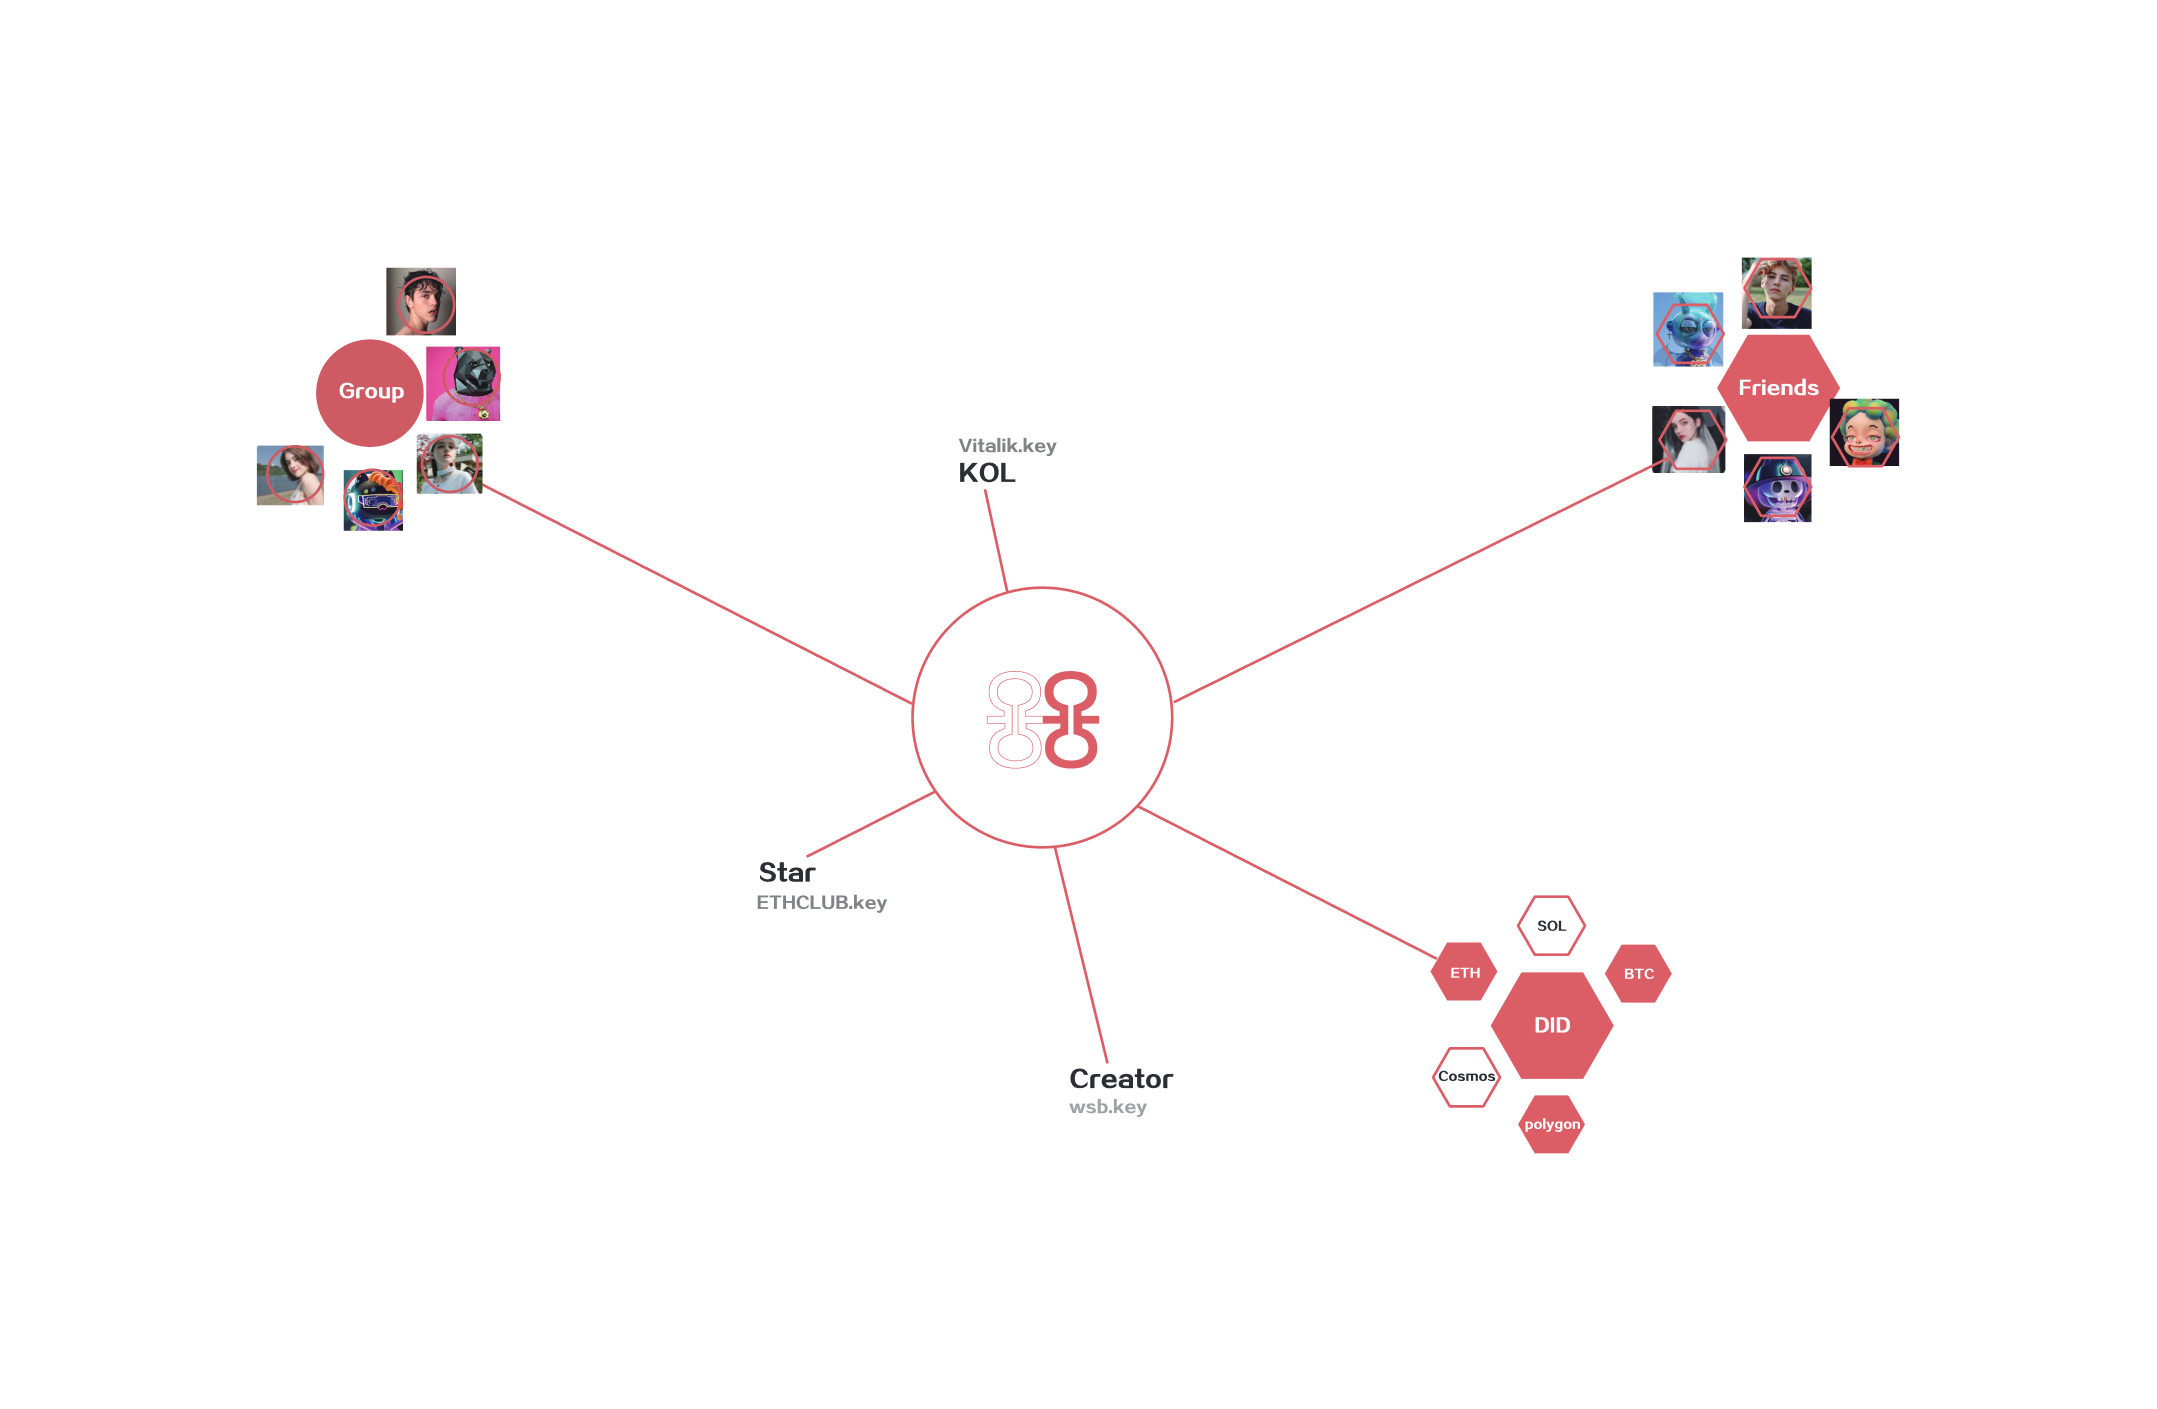 Group
Friends
Vitalik.key
KOL
Star
ETHCLUB.key
Creator
wsb.key
SOL
ETH
BTC
DID
Cosmos
polygon